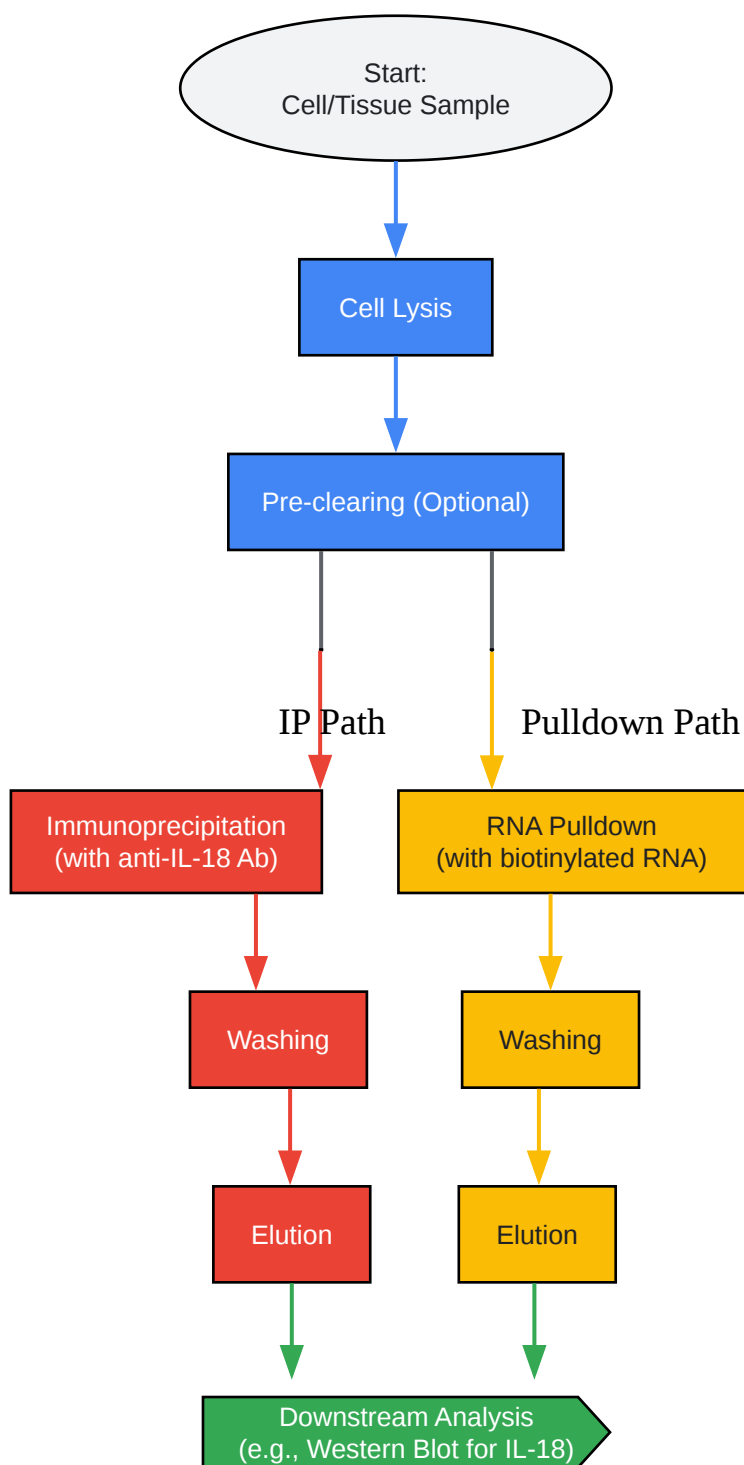 Start:
Cell/Tissue Sample
Cell Lysis
Pre-clearing (Optional)
IP Path
Pulldown Path
Immunoprecipitation
(with anti-IL-18 Ab)
RNA Pulldown
(with biotinylated RNA)
Washing
Washing
Elution
Elution
Downstream Analysis
(e.g., Western Blot for IL-18)